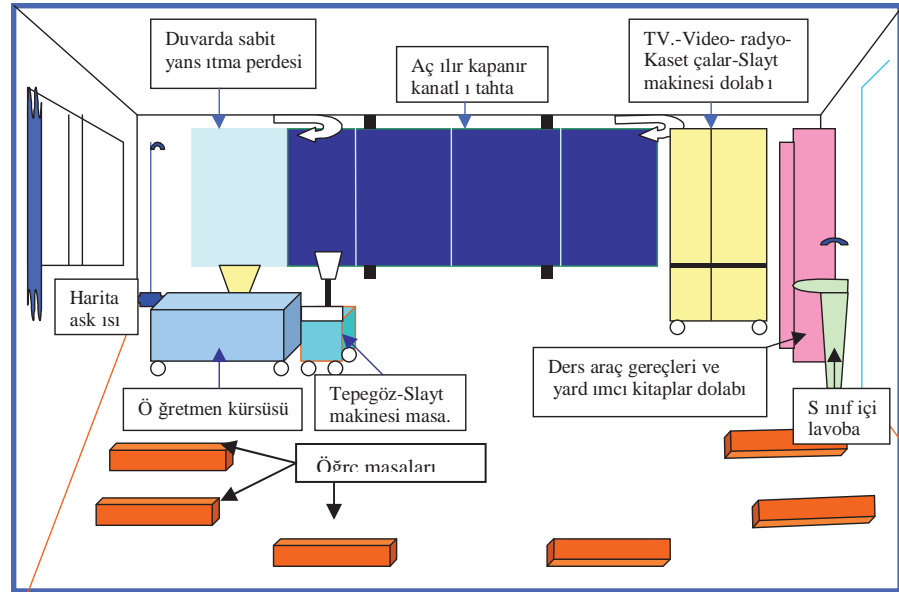 Duvarda sabit
yans ıtma perdesi
Aç ılır kapanır
kanatl ı tahta
TV.-Video- radyo-
Kaset çalar-Slayt
makinesi dolab ı
Harita
ask ısı
Ö ğretmen kürsüsü
Tepegöz-Slayt
makinesi masa.
Ders araç gereçleri ve
yard ımcı kitaplar dolabı
S ınıf içi
lavoba
Öğrc masaları